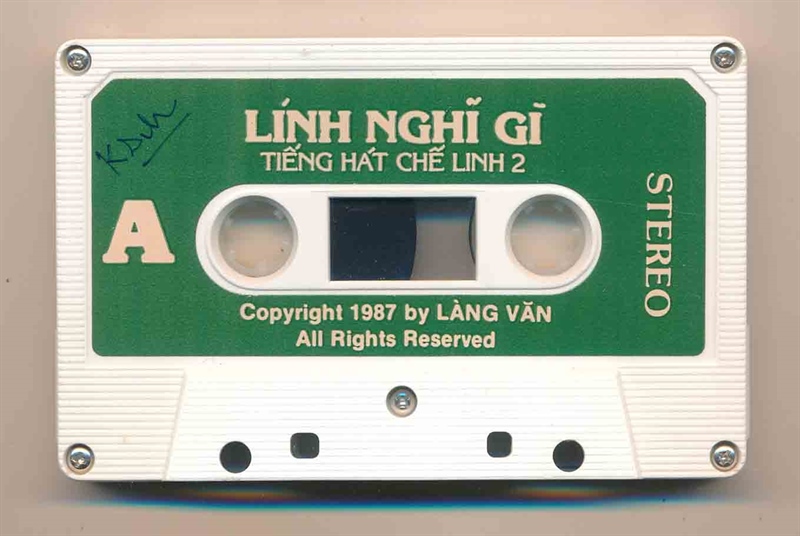 LÍNH NGHĨ GÌ
TIẾNG HÁT CHẾ LINH 2
A
STEREO
Copyright 1987 by LÀNG VĂN
All Rights Reserved